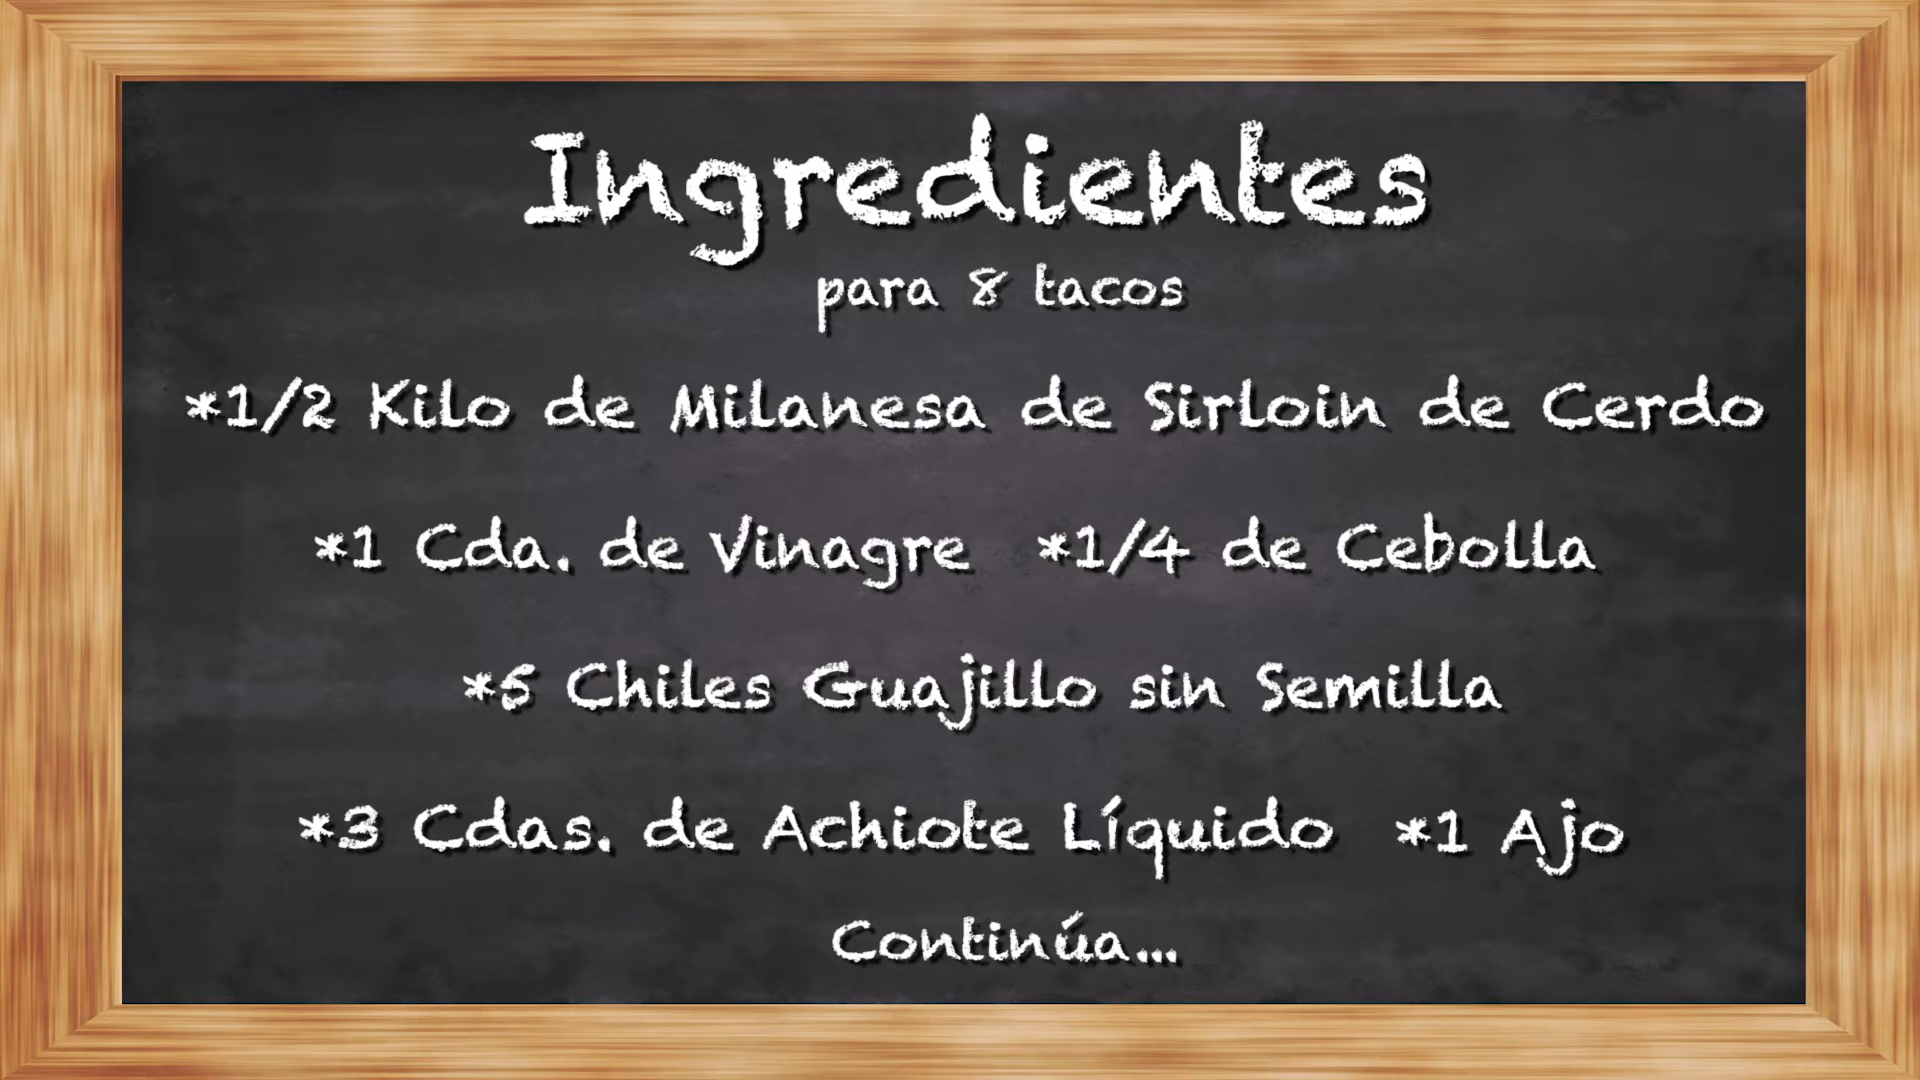 Ingredientes
para 8 tacos
*1/2 Kilo de Milanesa de Sirloin de Cerdo
*1 Cda. de Vinagre *1/4 de Cebolla
*5 Chiles Guajillo sin Semilla
*3 Cdas. de Achiote Líquido *1 Ajo
Continúa...